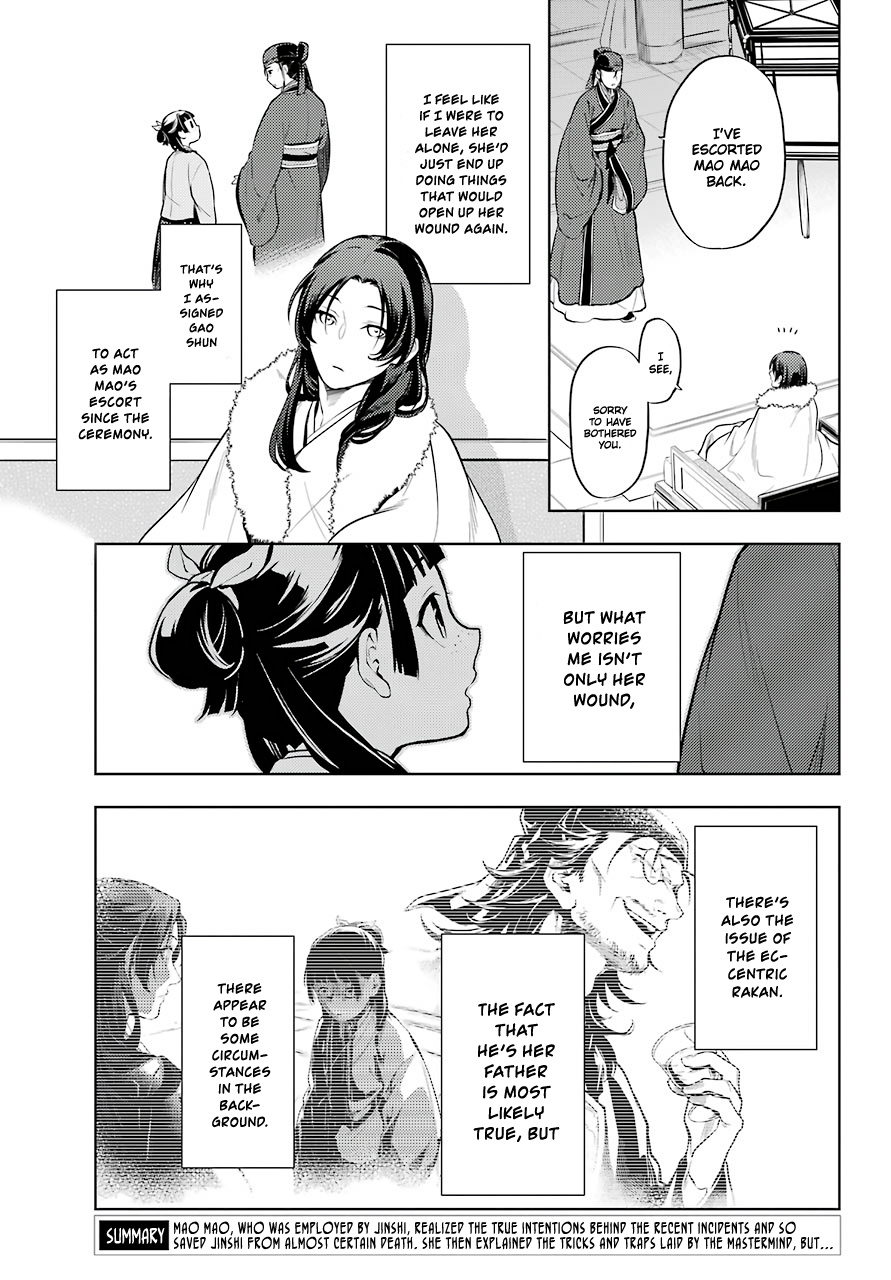 I'VE
ESCORTED
MAO MAO
BACK.
I SEE,
SORRY
TO HAVE
BOTHERED
YOU.
I FEEL LIKE
IF I WERE TO
LEAVE HER
ALONE, SHE'D
JUST END UP
DOING THINGS
THAT WOULD
OPEN UP HER
WOUND AGAIN.
THAT'S
WHY
I AS-
SIGNED
GAO
SHUN
TO ACT
AS MAO
MAO'S
ESCORT
SINCE THE
CEREMONY.
BUT WHAT
WORRIES
ME ISN'T
ONLY HER
WOUND,
THERE'S
ALSO THE
ISSUE OF
THE EC-
CENTRIC
RAKAN.
THE FACT
THAT
HE'S HER
FATHER
IS MOST
LIKELY
TRUE, BUT
THERE
APPEAR
TO BE
SOME
CIRCUM-
STANCES
IN THE
BACK-
GROUND.
SUMMARY
MAO MAO, WHO WAS EMPLOYED BY JINSHI, REALIZED THE TRUE INTENTIONS BEHIND THE RECENT INCIDENTS AND SO
SAVED JINSHI FROM ALMOST CERTAIN DEATH. SHE THEN EXPLAINED THE TRICKS AND TRAPS LAID BY THE MASTERMIND, BUT...